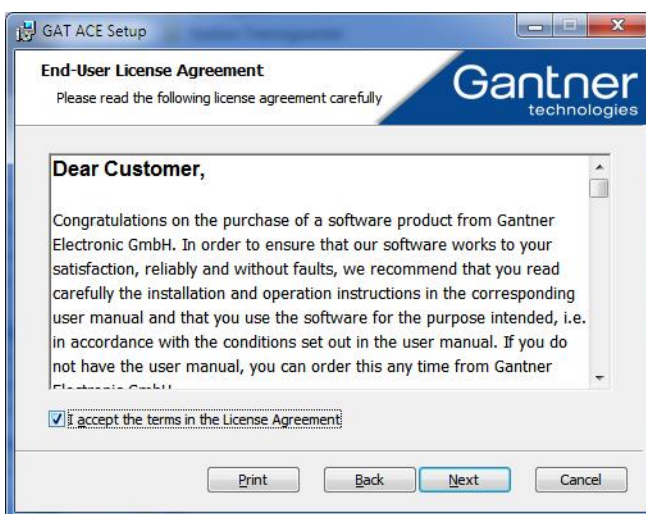 GAT ACE Setup
End-User License Agreement
Please read the following license agreement carefully
Gantner
technologies
Dear Customer,
Congratulations on the purchase of a software product from Gantner
Electronic GmbH. In order to ensure that our software works to your
satisfaction, reliably and without faults, we recommend that you read
carefully the installation and operation instructions in the corresponding
user manual and that you use the software for the purpose intended, i.e.
in accordance with the conditions set out in the user manual. If you do
not have the user manual, you can order this any time from Gantner
Electronic GmbH
I accept the terms in the License Agreement
Print
Back
Next
Cancel